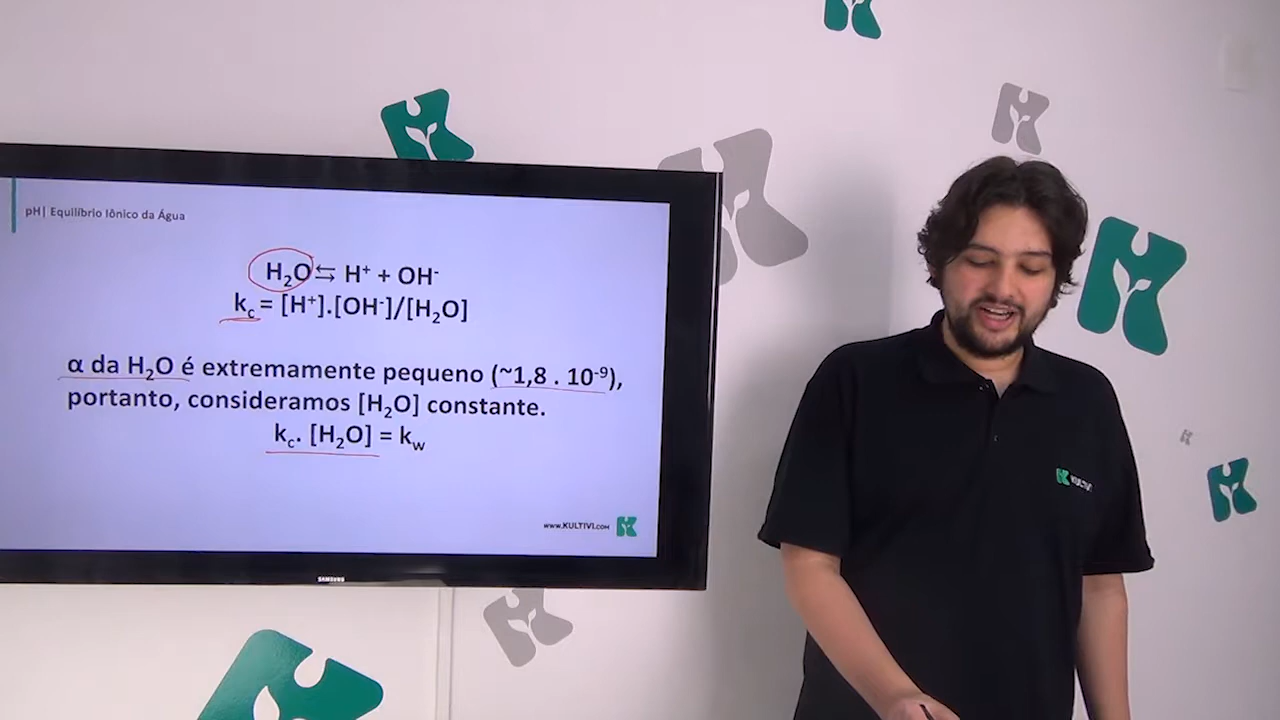 pH| Equilíbrio Iônico da Água
H₂O ⇆ H⁺ + OH⁻
kc = [H⁺].[OH⁻]/[H₂O]
α da H₂O é extremamente pequeno (~1,8 . 10⁻⁹),
portanto, consideramos [H₂O] constante.
kc. [H₂O] = kw
www.KULTIVI.COM
SAMSUNG
KULTIVI